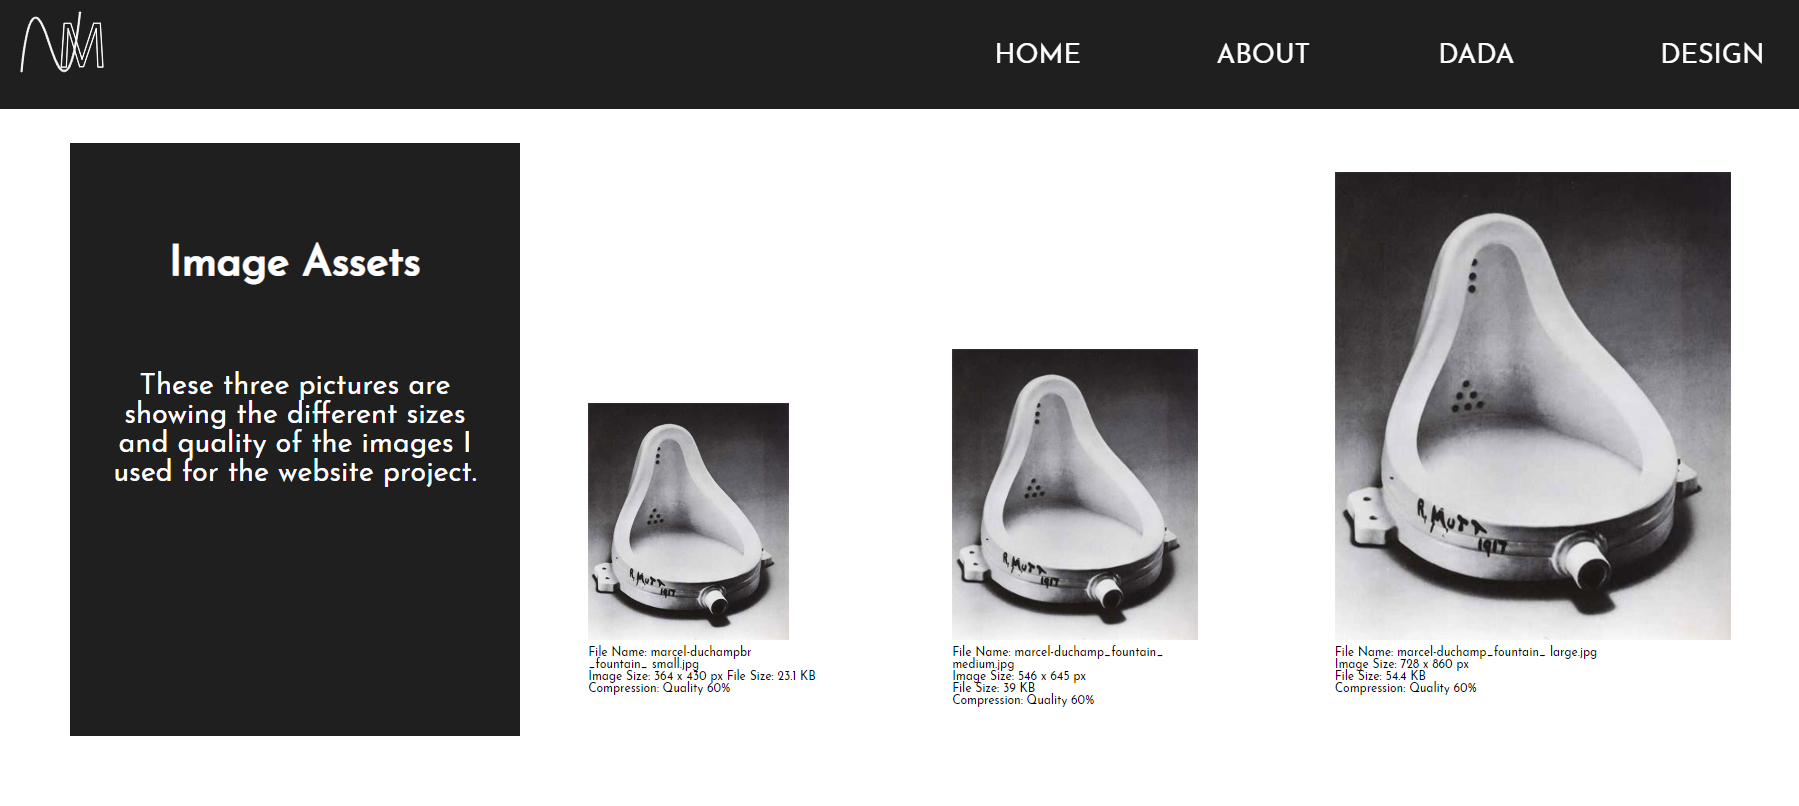 NM
HOME ABOUT DADA DESIGN
Image Assets
These three pictures are
showing the different sizes
and quality of the images I
used for the website project.
R. MUTT
1917
File Name: marcel-duchampbr
_fountain_ small.jpg
Image Size: 364 x 430 px File Size: 23.1 KB
Compression: Quality 60%
R. MUTT
1917
File Name: marcel-duchamp_fountain_
medium.jpg
Image Size: 546 x 645 px
File Size: 39 KB
Compression: Quality 60%
R. MUTT
1917
File Name: marcel-duchamp_fountain_ large.jpg
Image Size: 728 x 860 px
File Size: 54.4 KB
Compression: Quality 60%